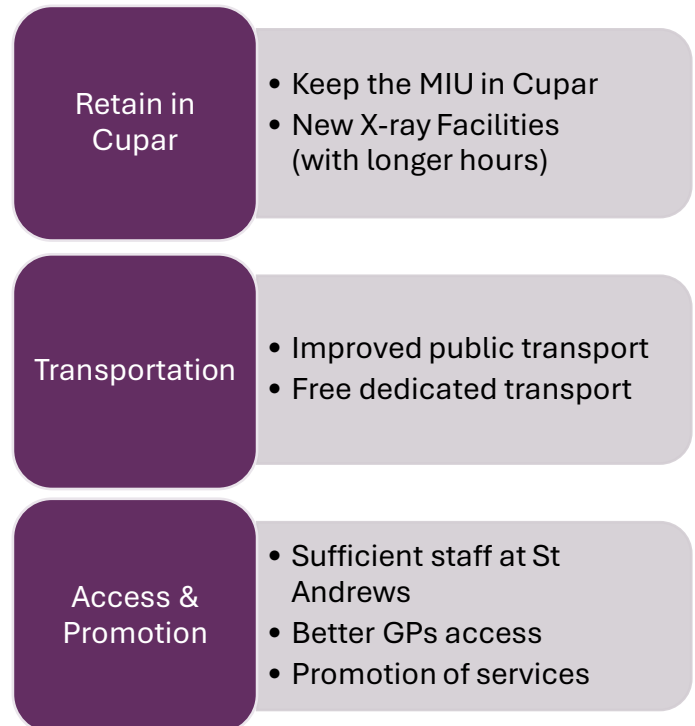 Retain in
Cupar
• Keep the MIU in Cupar
• New X-ray Facilities
(with longer hours)
Transportation
• Improved public transport
• Free dedicated transport
Access &
Promotion
• Sufficient staff at St
Andrews
• Better GPs access
• Promotion of services